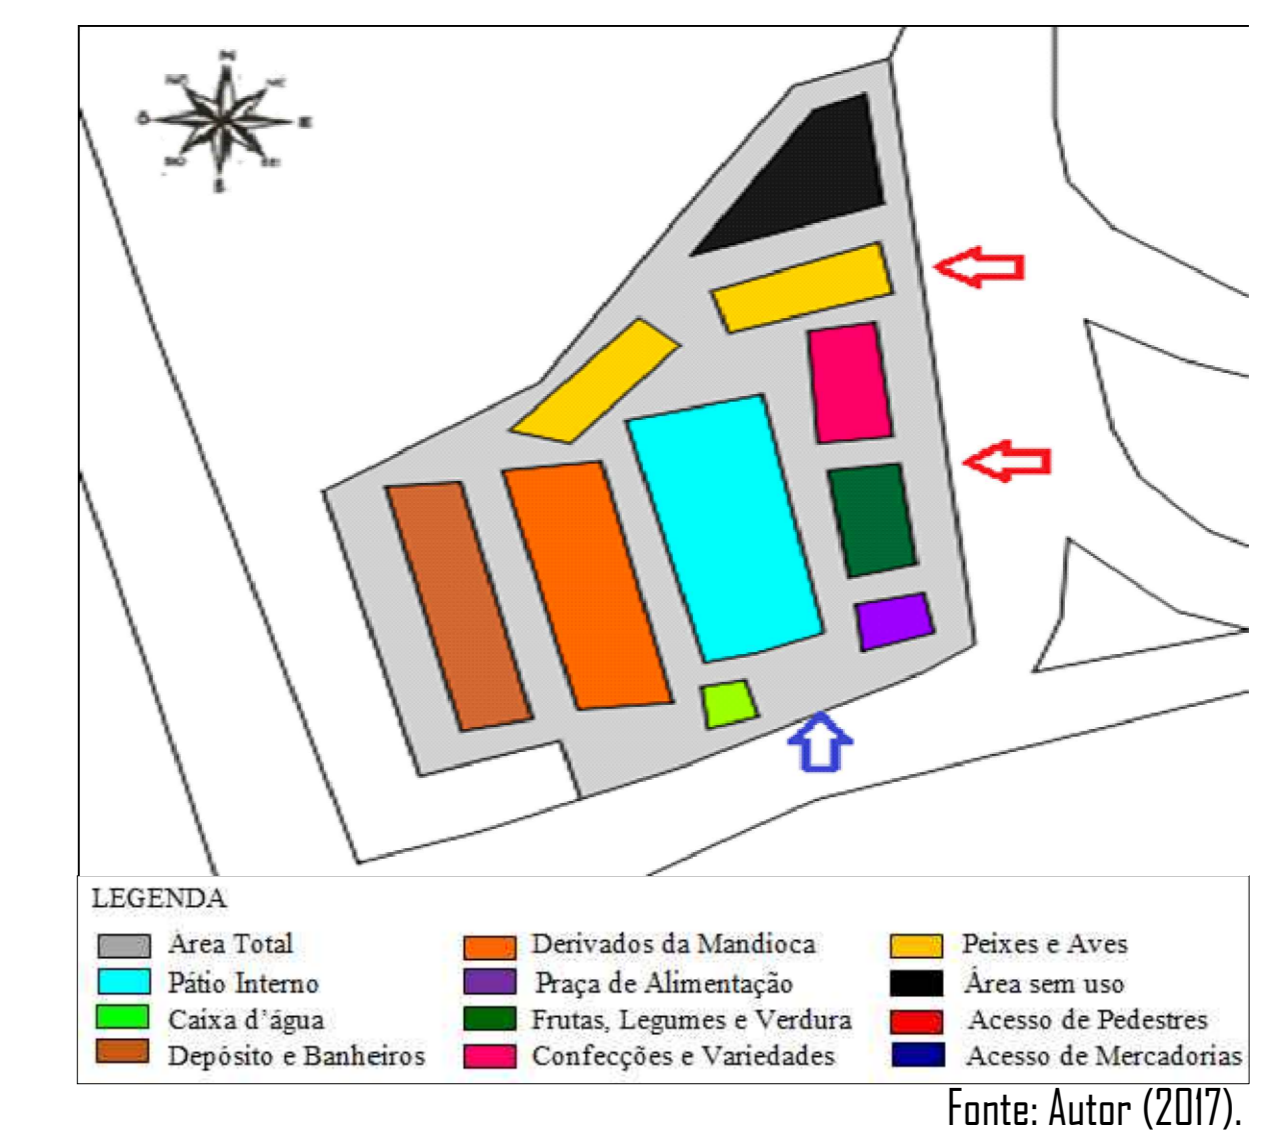 N
O
E
S
LEGENDA
Área Total
Derivados da Mandioca
Peixes e Aves
Pátio Interno
Praça de Alimentação
Área sem uso
Caixa d'água
Frutas, Legumes e Verdura
Acesso de Pedestres
Depósito e Banheiros
Confecções e Variedades
Acesso de Mercadorias
Fonte: Autor (2017).